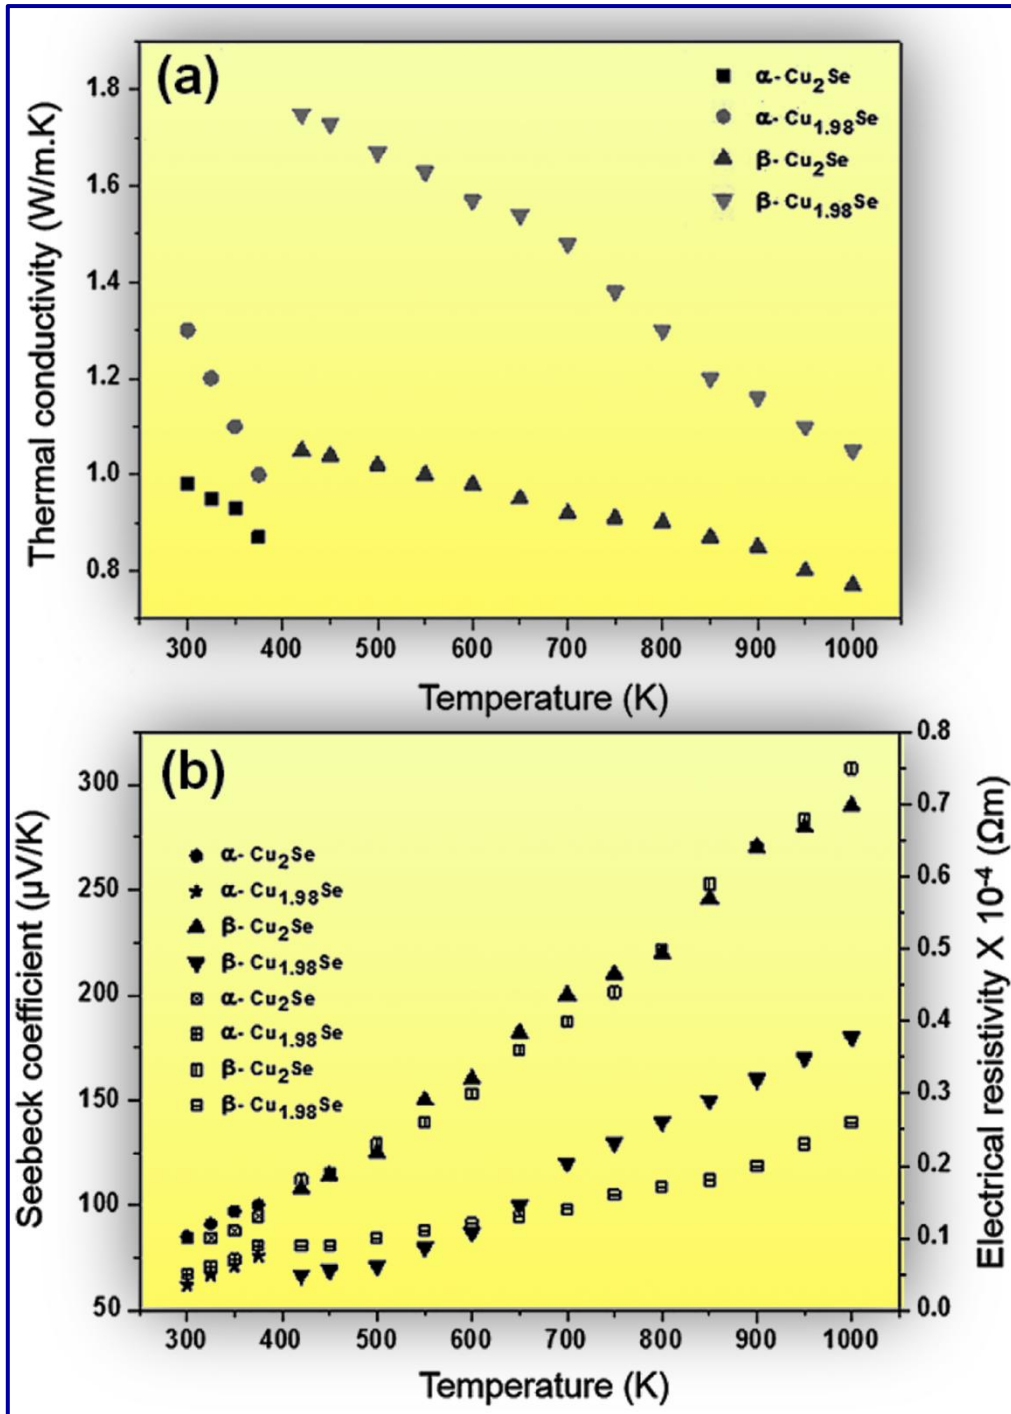 (a)
α- Cu2Se
α- Cu1.98Se
β- Cu2Se
β- Cu1.98Se
Thermal conductivity (W/m.K)
1.8
1.6
1.4
1.2
1.0
0.8
300 400 500 600 700 800 900 1000
Temperature (K)
(b)
α- Cu2Se
α- Cu1.98Se
β- Cu2Se
β- Cu1.98Se
α- Cu2Se
α- Cu1.98Se
β- Cu2Se
β- Cu1.98Se
Seebeck coefficient (µV/K)
300
250
200
150
100
50
0.8
0.7
0.6
0.5
0.4
0.3
0.2
0.1
0.0
Electrical resistivity X 10-4 (Ωm)
300 400 500 600 700 800 900 1000
Temperature (K)